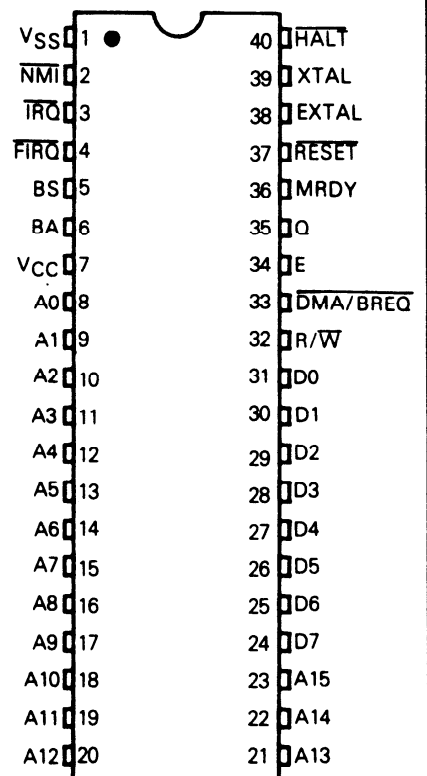 VSS 1 40 HALT
NMI 2 39 XTAL
IRQ 3 38 EXTAL
FIRQ 4 37 RESET
BS 5 36 MRDY
BA 6 35 Q
VCC 7 34 E
A0 8 33 DMA/BREQ
A1 9 32 R/W
A2 10 31 D0
A3 11 30 D1
A4 12 29 D2
A5 13 28 D3
A6 14 27 D4
A7 15 26 D5
A8 16 25 D6
A9 17 24 D7
A10 18 23 A15
A11 19 22 A14
A12 20 21 A13